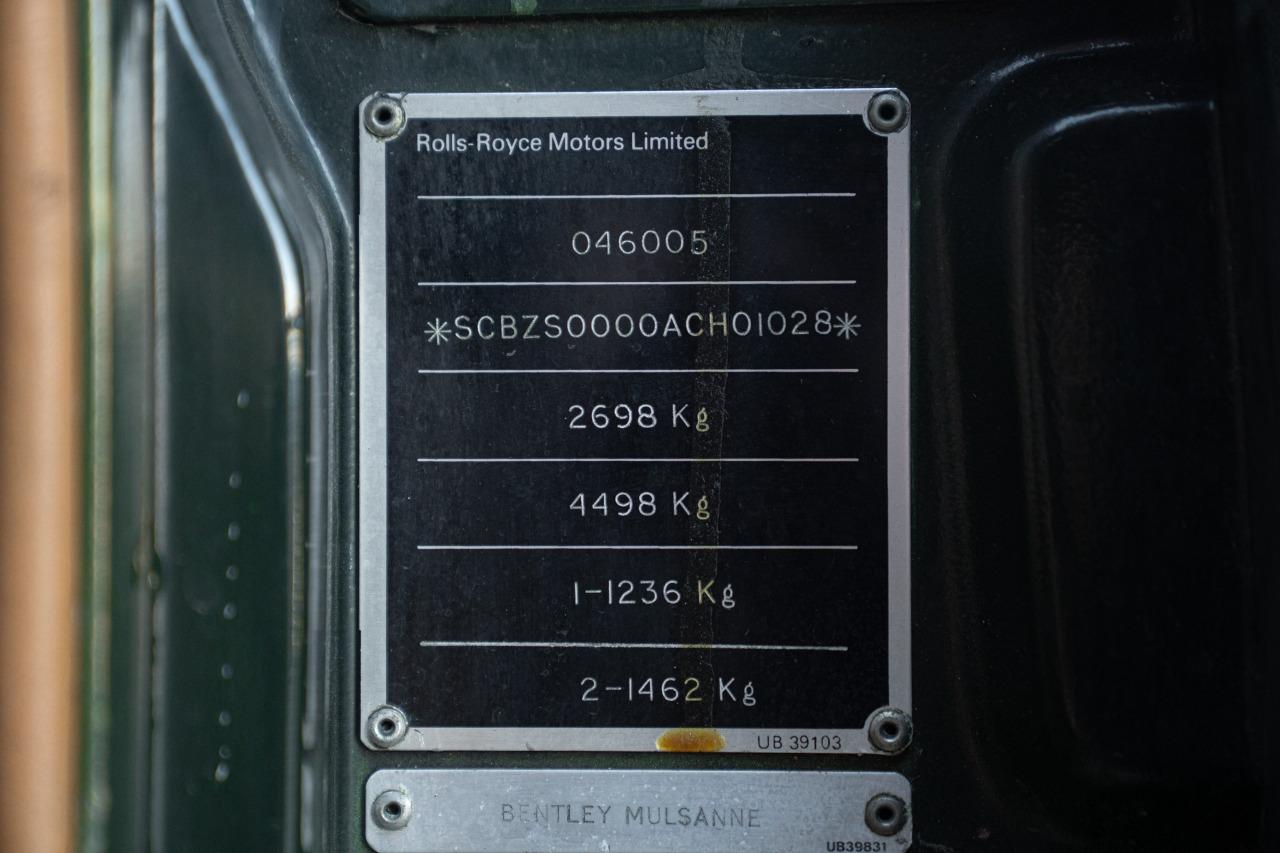 Rolls-Royce Motors Limited
046005
*SCBZS0000ACH01028*
2698 Kg
4498 Kg
1-1236 Kg
2-1462 Kg
UB 39103
BENTLEY MULSANNE
UB39831